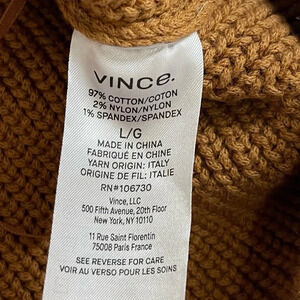 VINCE.
97% COTTON/COTON
2% NYLON/NYLON
1% SPANDEX/SPANDEX
L/G
MADE IN CHINA
FABRIQUÉ EN CHINE
YARN ORIGIN: ITALY
ORIGINE DE FIL: ITALIE
RN#106730
Vince, LLC
500 Fifth Avenue, 20th Floor
New York, NY 10110
11 Rue Saint Florentin
75008 Paris France
SEE REVERSE FOR CARE
VOIR AU VERSO POUR LES SOINS